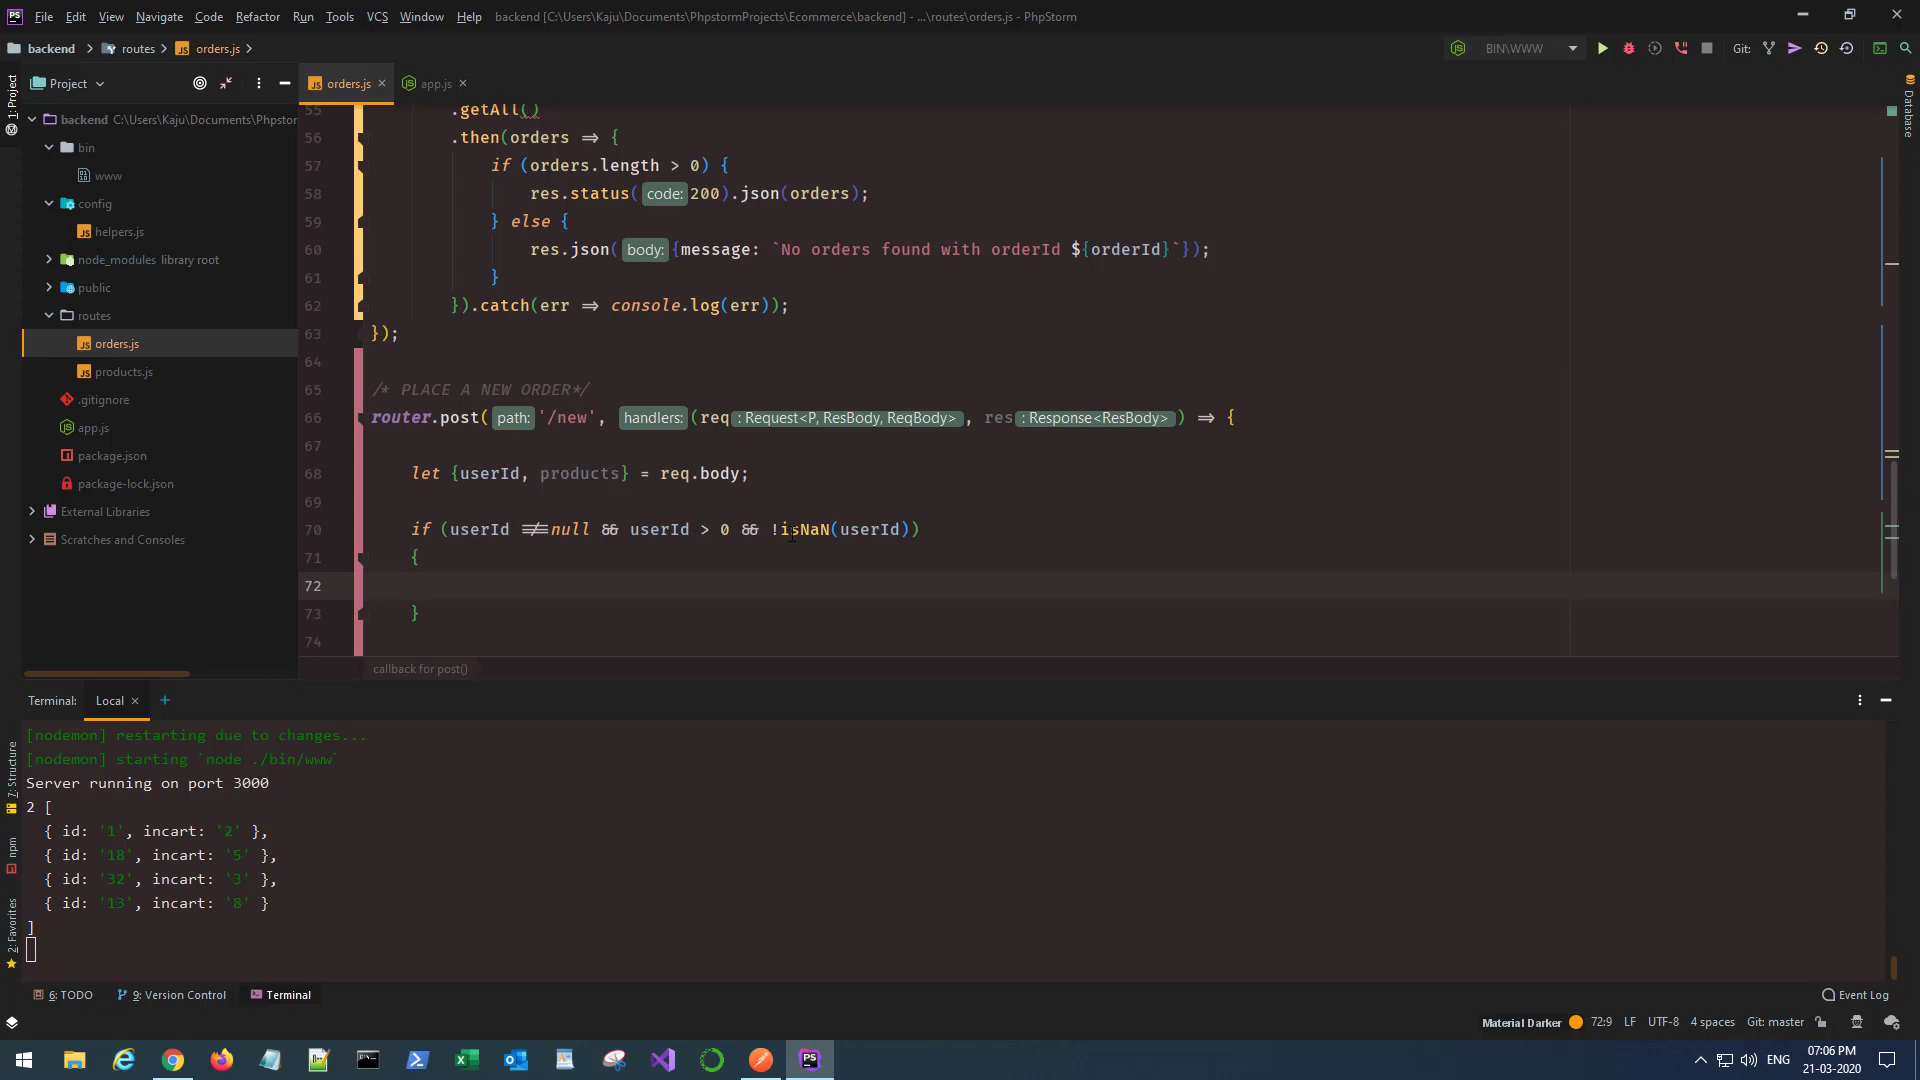 File Edit View Navigate Code Refactor Run Tools VCS Window Help backend [C:\Users\Kaju\Documents\PhpstormProjects\Ecommerce\backend] - ...\routes\orders.js - PhpStorm
backend routes orders.js BIN\WWW Git:
1: Project
Project
orders.js app.js
backend C:\Users\Kaju\Documents\Phpstor
bin
www
config
helpers.js
node_modules library root
public
routes
orders.js
products.js
.gitignore
app.js
package.json
package-lock.json
External Libraries
Scratches and Consoles
Database
55 .getAll()
56 .then(orders => {
57 if (orders.length > 0) {
58 res.status( code: 200).json(orders);
59 } else {
60 res.json( body: {message: `No orders found with orderId ${orderId}`});
61 }
62 }).catch(err => console.log(err));
63 });
64
65 /* PLACE A NEW ORDER*/
66 router.post( path: '/new', handlers: (req : Request<P, ResBody, ReqBody> , res : Response<ResBody> ) => {
67
68 let {userId, products} = req.body;
69
70 if (userId !== null && userId > 0 && !isNaN(userId))
71 {
72
73 }
74
callback for post()
Terminal: Local +
7: Structure
npm
2: Favorites
[nodemon] restarting due to changes...
[nodemon] starting `node ./bin/www`
Server running on port 3000
2 [
{ id: '1', incart: '2' },
{ id: '18', incart: '5' },
{ id: '32', incart: '3' },
{ id: '13', incart: '8' }
]
6: TODO 9: Version Control Terminal Event Log
Material Darker 72:9 LF UTF-8 4 spaces Git: master
ENG 07:06 PM
21-03-2020